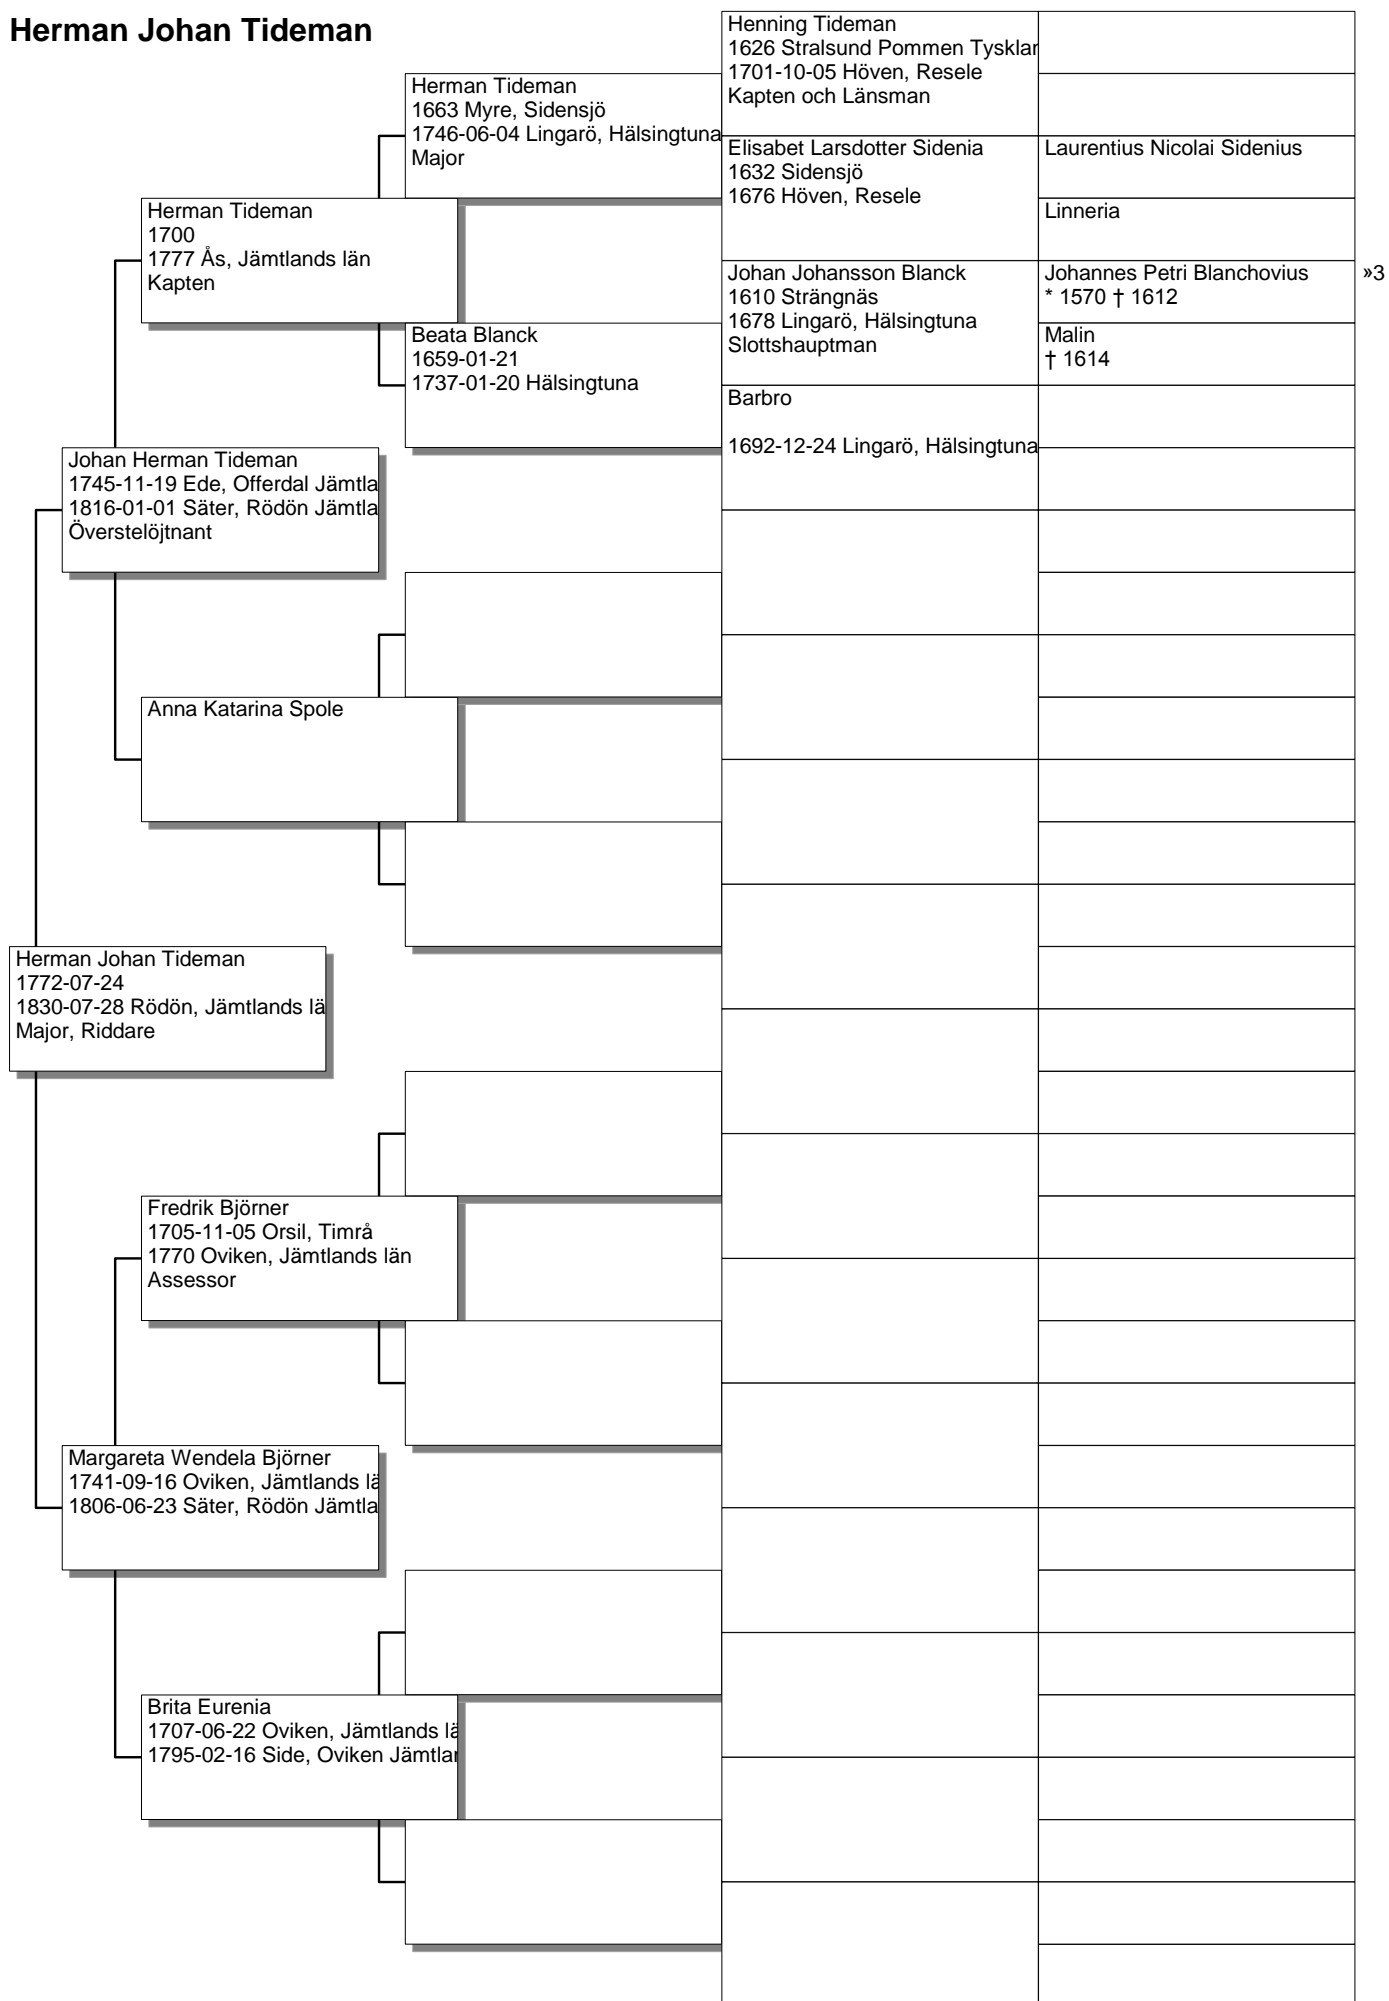 Herman Johan Tideman
Henning Tideman
1626 Stralsund Pommen Tysklar
1701-10-05 Höven, Resele
Kapten och Länsman
Herman Tideman
1663 Myre, Sidensjö
1746-06-04 Lingarö, Hälsingtuna
Major
Elisabet Larsdotter Sidenia
1632 Sidensjö
1676 Höven, Resele
Laurentius Nicolai Sidenius
Linneria
Herman Tideman
1700
1777 Ås, Jämtlands län
Kapten
Johan Johansson Blanck
1610 Strängnäs
1678 Lingarö, Hälsingtuna
Slottshauptman
Johannes Petri Blanchovius
* 1570 † 1612
»3
Malin
† 1614
Beata Blanck
1659-01-21
1737-01-20 Hälsingtuna
Barbro
1692-12-24 Lingarö, Hälsingtuna
Johan Herman Tideman
1745-11-19 Ede, Offerdal Jämtla
1816-01-01 Säter, Rödön Jämtla
Överstelöjtnant
Anna Katarina Spole
Herman Johan Tideman
1772-07-24
1830-07-28 Rödön, Jämtlands lä
Major, Riddare
Fredrik Björner
1705-11-05 Orsil, Timrå
1770 Oviken, Jämtlands län
Assessor
Margareta Wendela Björner
1741-09-16 Oviken, Jämtlands lä
1806-06-23 Säter, Rödön Jämtla
Brita Eurenia
1707-06-22 Oviken, Jämtlands lä
1795-02-16 Side, Oviken Jämtlar